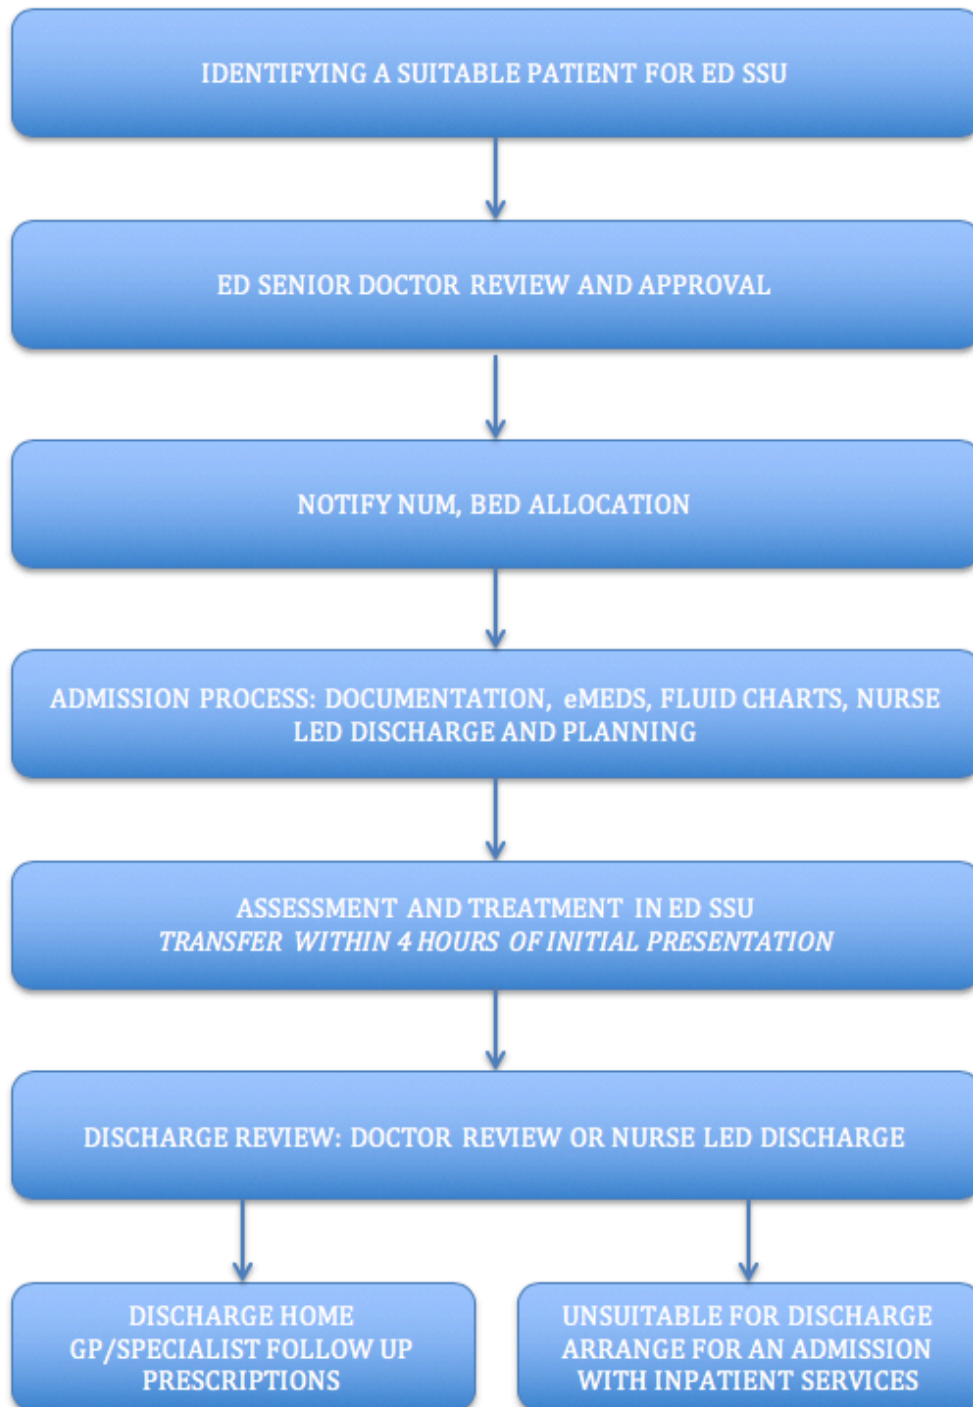 IDENTIFYING A SUITABLE PATIENT FOR ED SSU
ED SENIOR DOCTOR REVIEW AND APPROVAL
NOTIFY NUM, BED ALLOCATION
ADMISSION PROCESS: DOCUMENTATION, eMEDS, FLUID CHARTS, NURSE
LED DISCHARGE AND PLANNING
ASSESSMENT AND TREATMENT IN ED SSU
TRANSFER WITHIN 4 HOURS OF INITIAL PRESENTATION
DISCHARGE REVIEW: DOCTOR REVIEW OR NURSE LED DISCHARGE
DISCHARGE HOME
GP/SPECIALIST FOLLOW UP
PRESCRIPTIONS
UNSUITABLE FOR DISCHARGE
ARRANGE FOR AN ADMISSION
WITH INPATIENT SERVICES